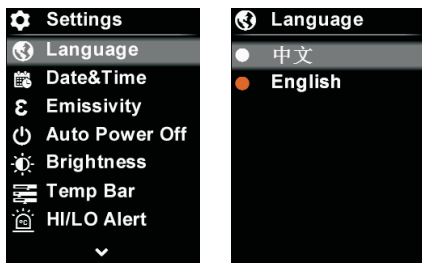 Settings
Language
Date&Time
Emissivity
Auto Power Off
Brightness
Temp Bar
HI/LO Alert
Language
中文
English